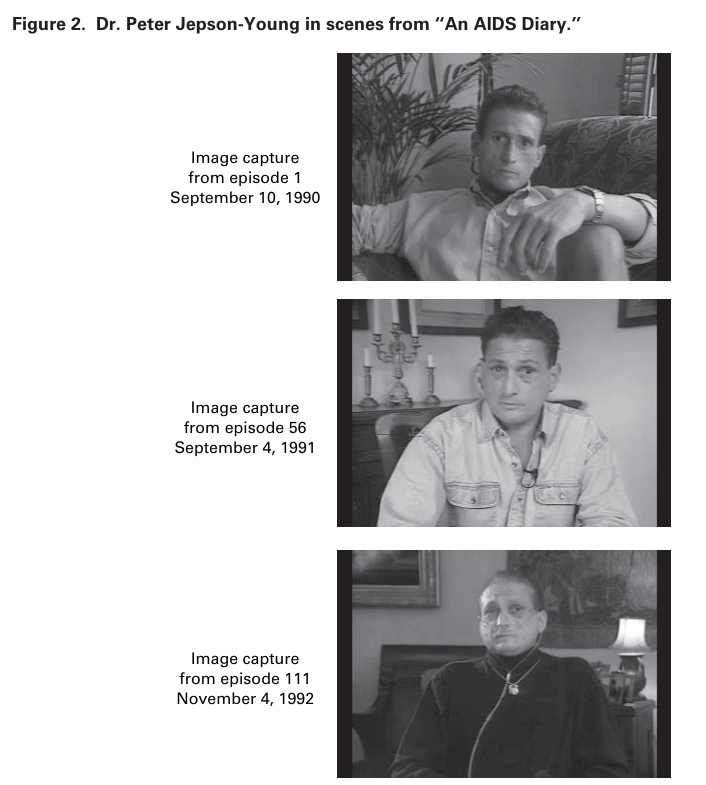 Figure 2. Dr. Peter Jepson-Young in scenes from “An AIDS Diary.”
Image capture
from episode 1
September 10, 1990
Image capture
from episode 56
September 4, 1991
Image capture
from episode 111
November 4, 1992